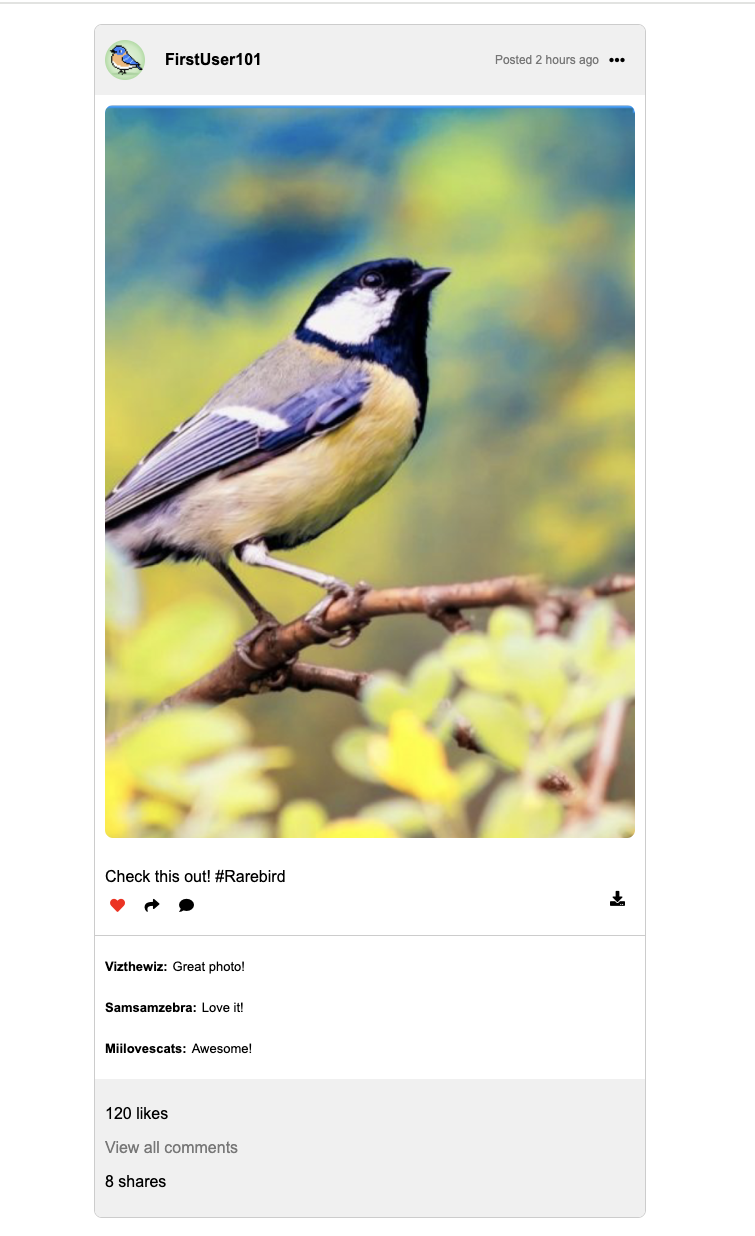 FirstUser101 Posted 2 hours ago
Check this out! #Rarebird
Vizthewiz: Great photo!
Samsamzebra: Love it!
Miilovescats: Awesome!
120 likes
View all comments
8 shares